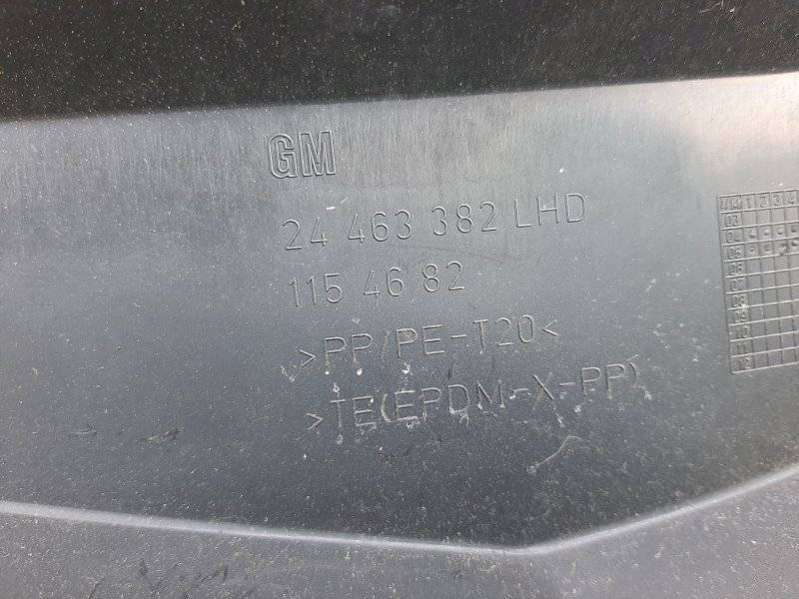 GM
24 463 382 LHD
115 46 82
>PP/PE-T20<
>TE(EPDM-X-PP)